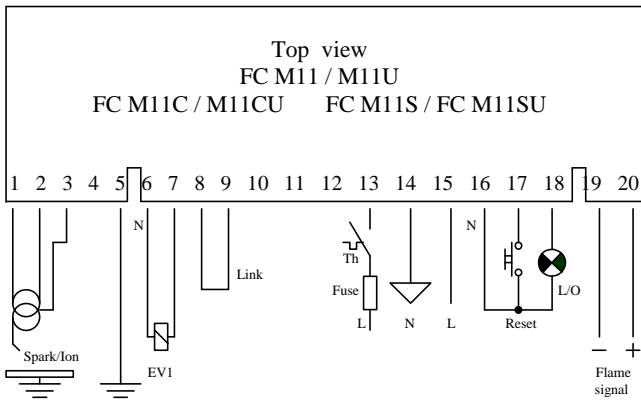 Top view
FC M11 / M11U
FC M11C / M11CU FC M11S / FC M11SU
1 2 3 4 5 6 7 8 9 10 11 12 13 14 15 16 17 18 19 20
N N
Th
Link
Fuse
L/O
L N L Reset
Spark/Ion
EV1
− +
Flame
signal